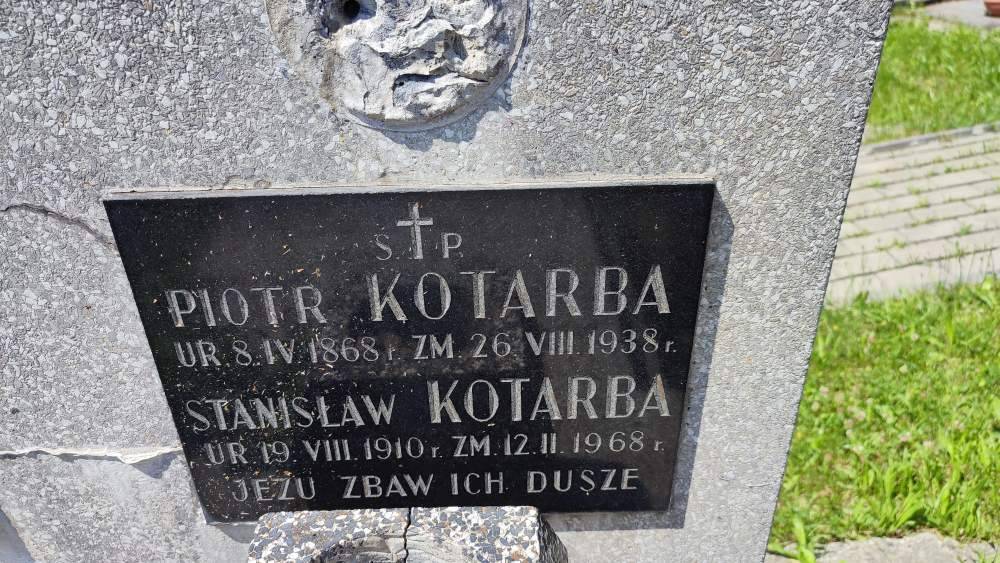 S P
PIOTR KOTARBA
UR. 8. IV. 1868 r. ZM. 26. VIII. 1938 r.
STANISŁAW KOTARBA
UR. 19. VIII. 1910 r. ZM. 12. II. 1968 r.
JEZU ZBAW ICH DUSZE